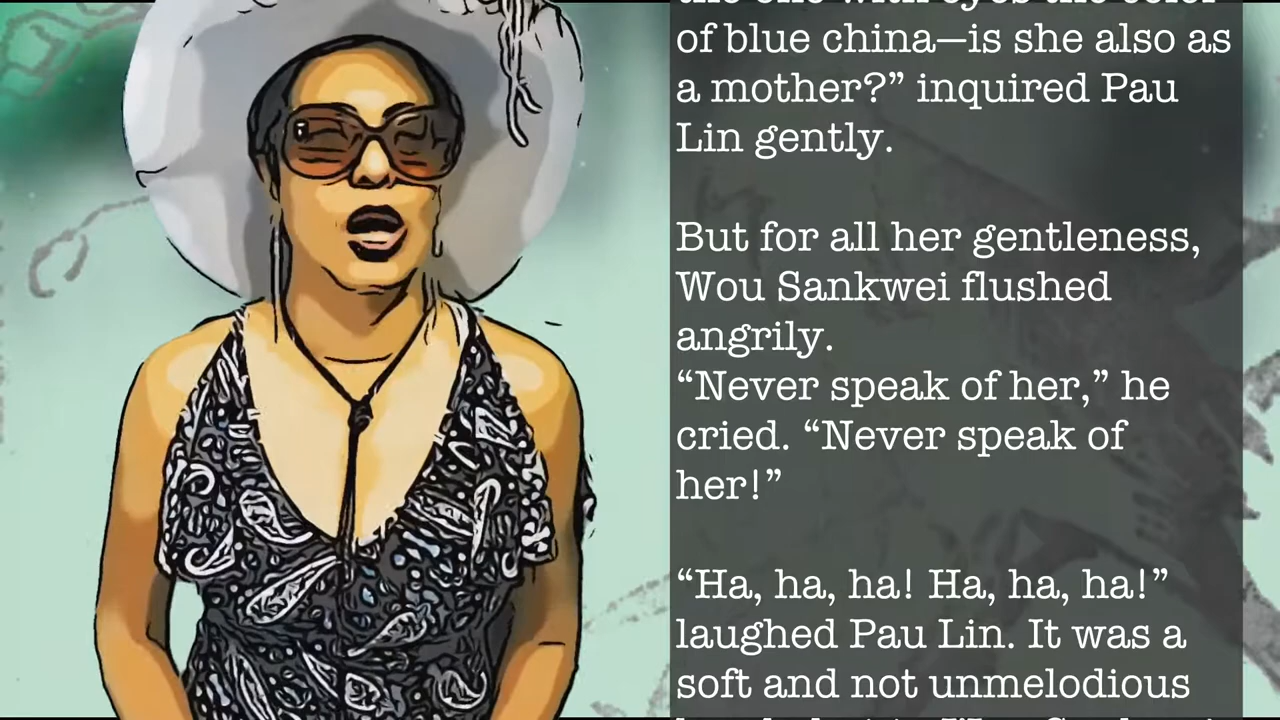 of blue china—is she also as
a mother?” inquired Pau
Lin gently.
But for all her gentleness,
Wou Sankwei flushed
angrily.
“Never speak of her,” he
cried. “Never speak of
her!”
“Ha, ha, ha! Ha, ha, ha!”
laughed Pau Lin. It was a
soft and not unmelodious